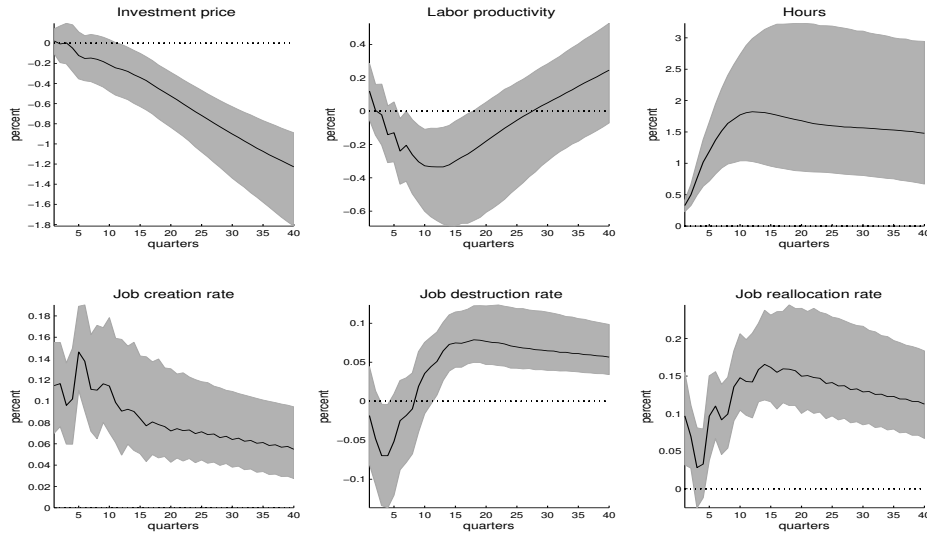 Investment price
Labor productivity
Hours
percent
0
−0.2
−0.4
−0.6
−0.8
−1
−1.2
−1.4
−1.6
−1.8
5 10 15 20 25 30 35 40
quarters
percent
0.4
0.2
0
−0.2
−0.4
−0.6
5 10 15 20 25 30 35 40
quarters
percent
3
2.5
2
1.5
1
0.5
0
5 10 15 20 25 30 35 40
quarters
Job creation rate
Job destruction rate
Job reallocation rate
percent
0.18
0.16
0.14
0.12
0.1
0.08
0.06
0.04
0.02
0
5 10 15 20 25 30 35 40
quarters
percent
0.1
0.05
0
−0.05
−0.1
5 10 15 20 25 30 35 40
quarters
percent
0.2
0.15
0.1
0.05
0
5 10 15 20 25 30 35 40
quarters